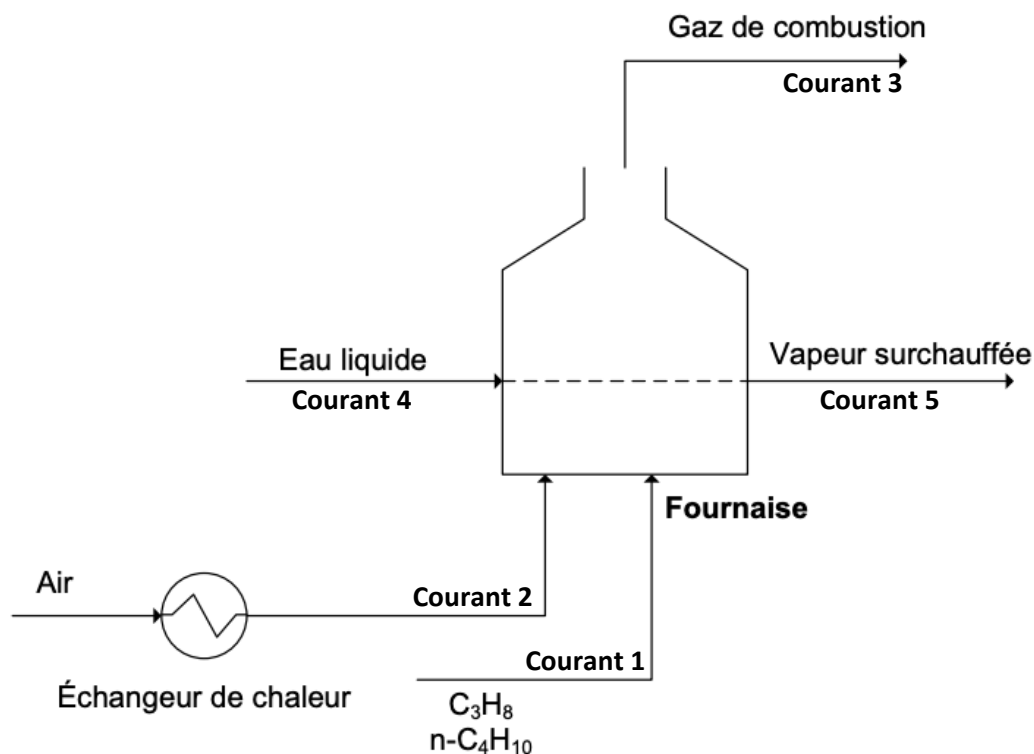 Gaz de combustion
Courant 3
Eau liquide
Courant 4
Vapeur surchauffée
Courant 5
Fournaise
Air
Courant 2
Courant 1
Échangeur de chaleur
C₃H₈
n-C₄H₁₀